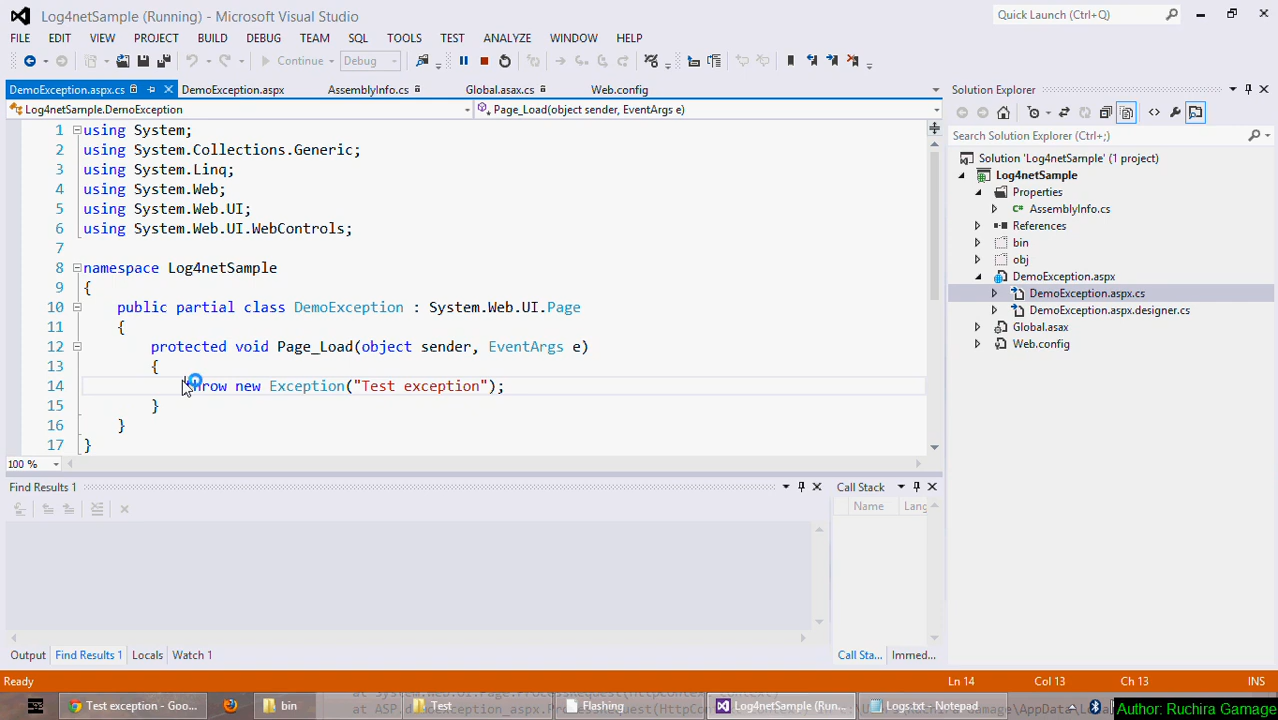 Log4netSample (Running) - Microsoft Visual Studio
Quick Launch (Ctrl+Q)
FILE EDIT VIEW PROJECT BUILD DEBUG TEAM SQL TOOLS TEST ANALYZE WINDOW HELP
Continue Debug
DemoException.aspx.cs DemoException.aspx AssemblyInfo.cs Global.asax.cs Web.config
Log4netSample.DemoException Page_Load(object sender, EventArgs e)
1 using System;
2 using System.Collections.Generic;
3 using System.Linq;
4 using System.Web;
5 using System.Web.UI;
6 using System.Web.UI.WebControls;
7
8 namespace Log4netSample
9 {
10 public partial class DemoException : System.Web.UI.Page
11 {
12 protected void Page_Load(object sender, EventArgs e)
13 {
14 throw new Exception("Test exception");
15 }
16 }
17 }
100 %
Solution Explorer
Search Solution Explorer (Ctrl+;)
Solution 'Log4netSample' (1 project)
Log4netSample
Properties
AssemblyInfo.cs
References
bin
obj
DemoException.aspx
DemoException.aspx.cs
DemoException.aspx.designer.cs
Global.asax
Web.config
Find Results 1
Call Stack
Name Lang
Output Find Results 1 Locals Watch 1
Call Sta... Immed...
Ready Ln 14 Col 13 Ch 13 INS
Test exception - Goo... bin Test Flashing Log4netSample (Run... Logs.txt - Notepad
Author: Ruchira Gamage